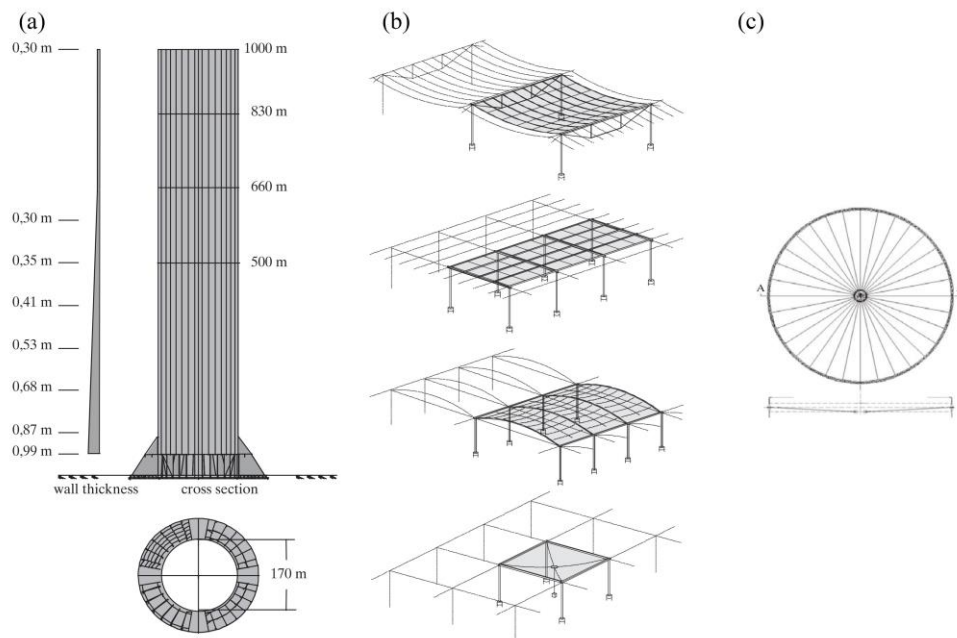 (a)
(b)
(c)
0,30 m
1000 m
830 m
660 m
0,30 m
0,35 m
500 m
0,41 m
0,53 m
0,68 m
0,87 m
0,99 m
wall thickness
cross section
170 m
A